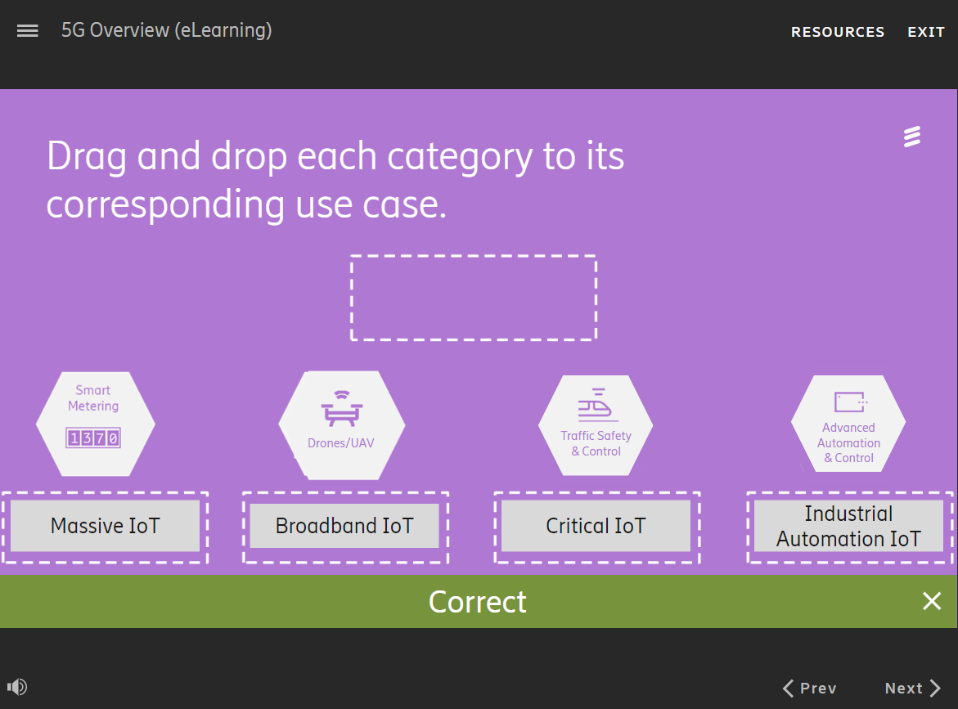 5G Overview (eLearning)
RESOURCES
EXIT
Drag and drop each category to its
corresponding use case.
Smart
Metering
1370
Drones/UAV
Traffic Safety
& Control
Advanced
Automation
& Control
Massive IoT
Broadband IoT
Critical IoT
Industrial
Automation IoT
Correct
Prev
Next